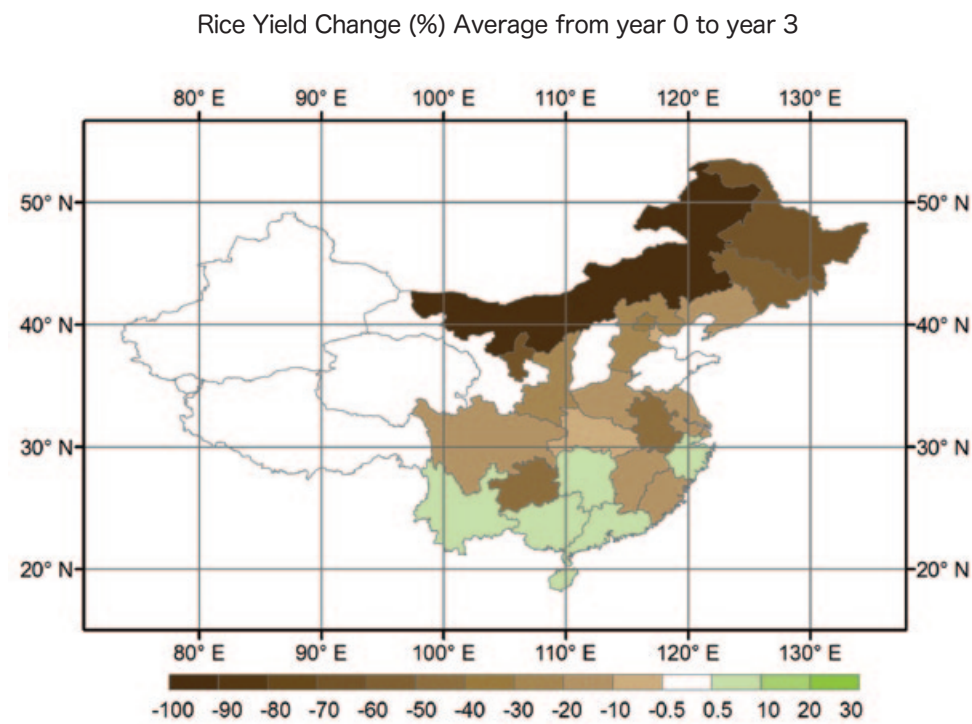 Rice Yield Change (%) Average from year 0 to year 3
80° E 90° E 100° E 110° E 120° E 130° E
50° N 50° N
40° N 40° N
30° N 30° N
20° N 20° N
80° E 90° E 100° E 110° E 120° E 130° E
-100 -90 -80 -70 -60 -50 -40 -30 -20 -10 -0.5 0.5 10 20 30